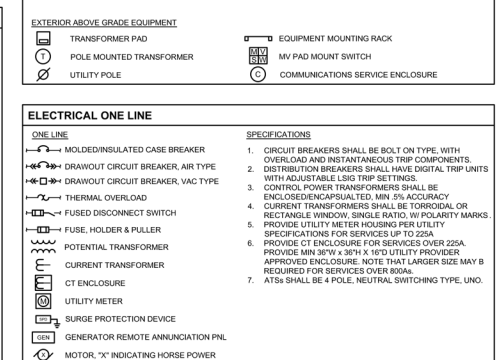 EXTERIOR ABOVE GRADE EQUIPMENT
TRANSFORMER PAD
T POLE MOUNTED TRANSFORMER
UTILITY POLE
EQUIPMENT MOUNTING RACK
MV SW MV PAD MOUNT SWITCH
C COMMUNICATIONS SERVICE ENCLOSURE
ELECTRICAL ONE LINE
ONE LINE
MOLDED/INSULATED CASE BREAKER
DRAWOUT CIRCUIT BREAKER, AIR TYPE
DRAWOUT CIRCUIT BREAKER, VAC TYPE
THERMAL OVERLOAD
FUSED DISCONNECT SWITCH
FUSE, HOLDER & PULLER
POTENTIAL TRANSFORMER
CURRENT TRANSFORMER
CT ENCLOSURE
M UTILITY METER
SPD SURGE PROTECTION DEVICE
GEN GENERATOR REMOTE ANNUNCIATION PNL
X MOTOR, "X" INDICATING HORSE POWER
SPECIFICATIONS
1. CIRCUIT BREAKERS SHALL BE BOLT ON TYPE, WITH
OVERLOAD AND INSTANTANEOUS TRIP COMPONENTS.
2. DISTRIBUTION BREAKERS SHALL HAVE DIGITAL TRIP UNITS
WITH ADJUSTABLE LSIG TRIP SETTINGS.
3. CONTROL POWER TRANSFORMERS SHALL BE
ENCLOSED/ENCAPSUALTED, MIN .5% ACCURACY
4. CURRENT TRANSFORMERS SHALL BE TORROIDAL OR
RECTANGLE WINDOW, SINGLE RATIO, W/ POLARITY MARKS.
5. PROVIDE UTILITY METER HOUSING PER UTILITY
SPECIFICATIONS FOR SERVICES UP TO 225A
6. PROVIDE CT ENCLOSURE FOR SERVICES OVER 225A.
PROVIDE MIN 36"W x 36"H X 16"D UTILITY PROVIDER
APPROVED ENCLOSURE. NOTE THAT LARGER SIZE MAY B
REQUIRED FOR SERVICES OVER 800As.
7. ATSs SHALL BE 4 POLE, NEUTRAL SWITCHING TYPE, UNO.